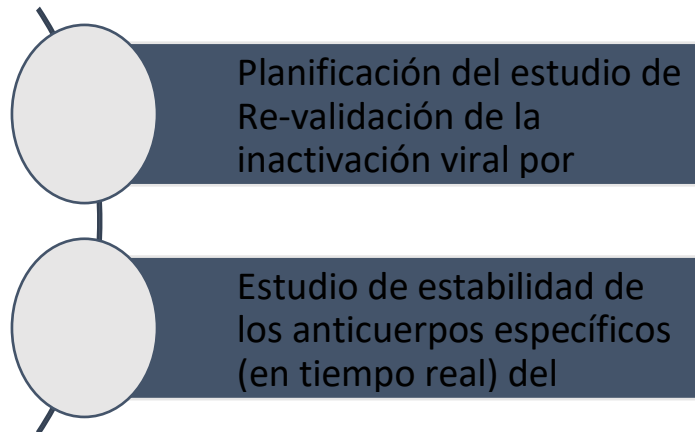 Planificación del estudio de
Re-validación de la
inactivación viral por
Estudio de estabilidad de
los anticuerpos específicos
(en tiempo real) del